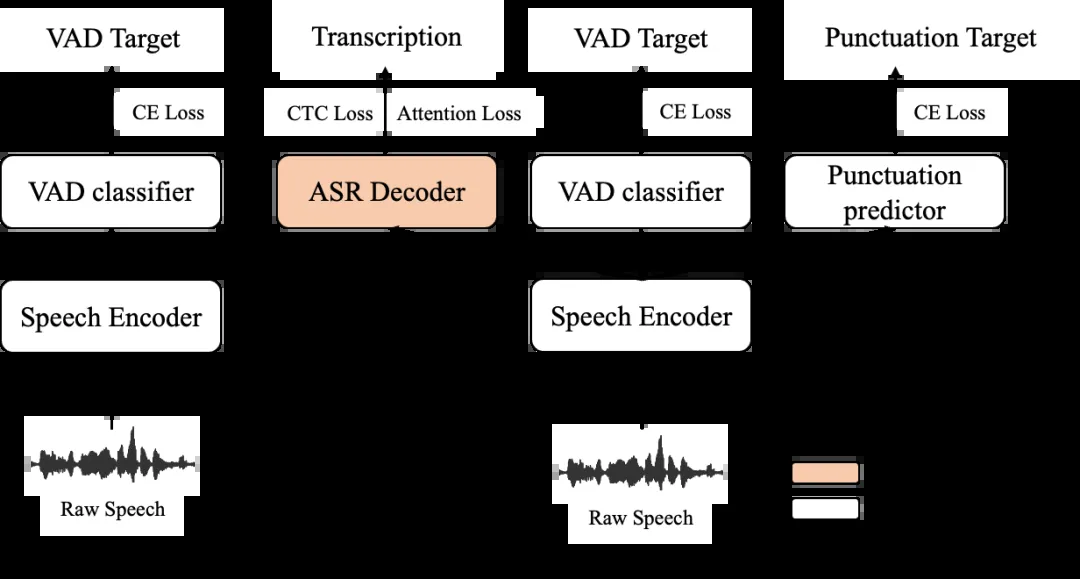 VAD Target
Transcription
VAD Target
Punctuation Target
CE Loss
CTC Loss
Attention Loss
CE Loss
CE Loss
VAD classifier
ASR Decoder
VAD classifier
Punctuation
predictor
Speech Encoder
Speech Encoder
Raw Speech
Raw Speech